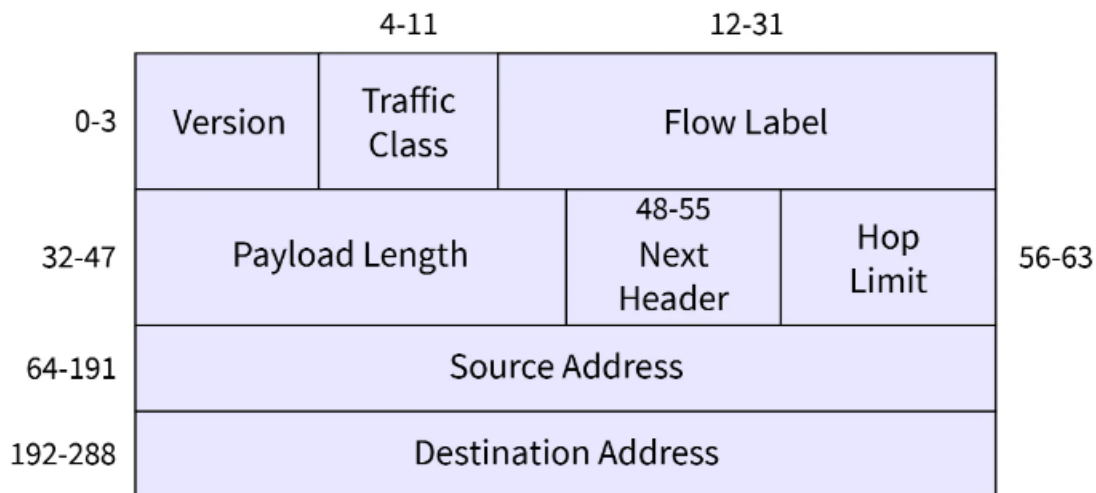 4-11
12-31
0-3
Version
Traffic
Class
Flow Label
32-47
Payload Length
48-55
Next
Header
Hop
Limit
56-63
64-191
Source Address
192-288
Destination Address